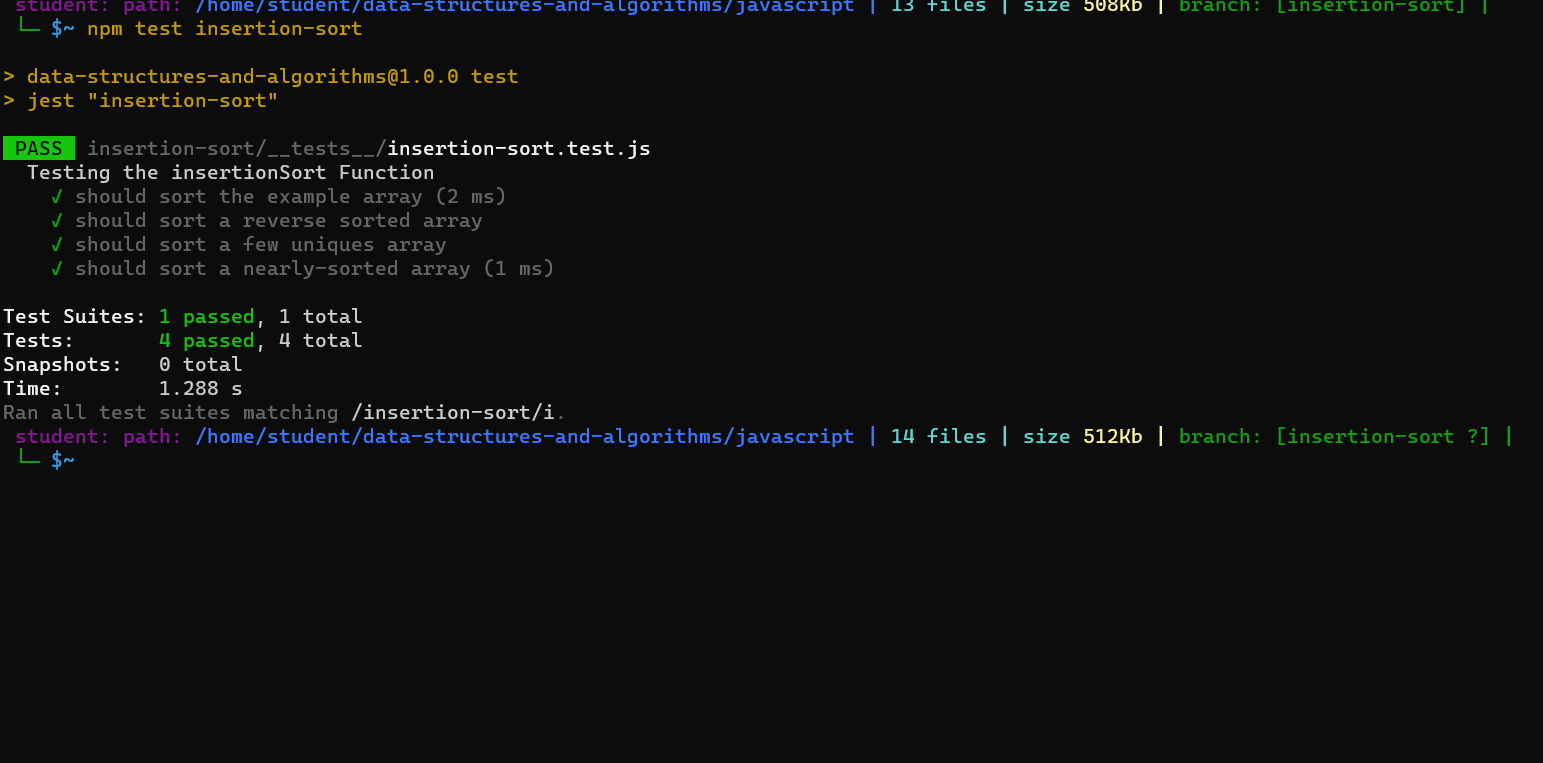 student: path: /home/student/data-structures-and-algorithms/javascript | 13 files | size 508Kb | branch: [insertion-sort] |
└─ $~ npm test insertion-sort
> data-structures-and-algorithms@1.0.0 test
> jest "insertion-sort"
PASS insertion-sort/__tests__/insertion-sort.test.js
Testing the insertionSort Function
√ should sort the example array (2 ms)
√ should sort a reverse sorted array
√ should sort a few uniques array
√ should sort a nearly-sorted array (1 ms)
Test Suites: 1 passed, 1 total
Tests: 4 passed, 4 total
Snapshots: 0 total
Time: 1.288 s
Ran all test suites matching /insertion-sort/i.
student: path: /home/student/data-structures-and-algorithms/javascript | 14 files | size 512Kb | branch: [insertion-sort ?] |
└─ $~